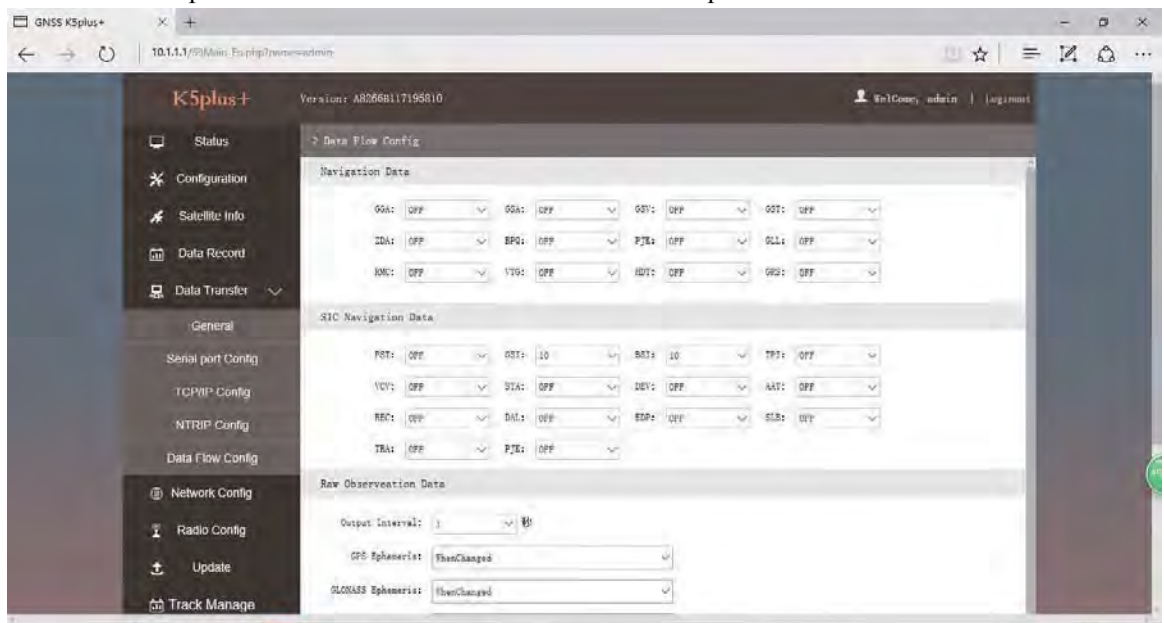 GNSS K5plus+
10.1.1.1/
K5plus+
Version: A82668117195810
WelCome, admin | Loginout
Status
> Data Flow Config
Configuration
Navigation Data
Satellite Info
GGA: OFF GSA: OFF GSV: OFF GST: OFF
Data Record
ZDA: OFF BPQ: OFF PJK: OFF GLL: OFF
RMC: OFF VTG: OFF HDT: OFF GRS: OFF
Data Transfer
General
SIC Navigation Data
Serial port Config
PST: OFF GSI: 10 BSI: 10 TPI: OFF
TCP/IP Config
VCV: OFF STA: OFF DEV: OFF AAT: OFF
NTRIP Config
REC: OFF DAL: OFF EDP: OFF SLB: OFF
Data Flow Config
TRA: OFF PJK: OFF
Network Config
Raw Observeation Data
Radio Config
Output Interval: 1 秒
Update
GPS Ephemeris: WhenChanged
GLONASS Ephemeris: WhenChanged
Track Manage